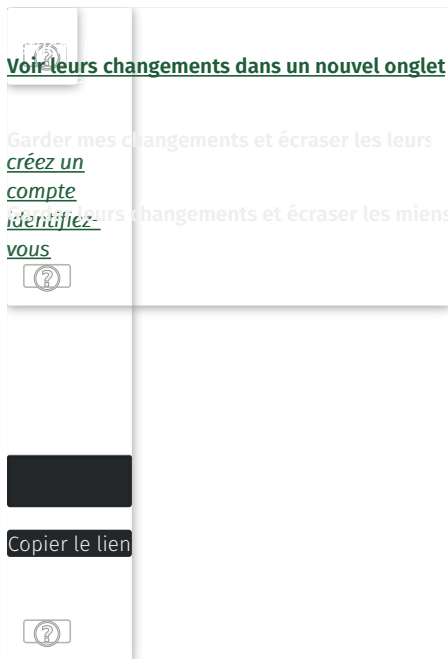 Voir leurs changements dans un nouvel onglet
Garder mes changements et écraser les leurs
créez un
compte
Garder leurs changements et écraser les miens
identifiez-
vous
Copier le lien